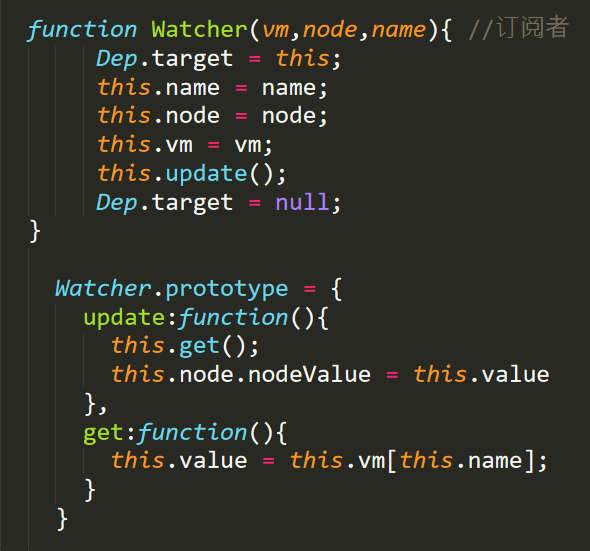 function Watcher(vm,node,name){ //订阅者
Dep.target = this;
this.name = name;
this.node = node;
this.vm = vm;
this.update();
Dep.target = null;
}
Watcher.prototype = {
update:function(){
this.get();
this.node.nodeValue = this.value
},
get:function(){
this.value = this.vm[this.name];
}
}